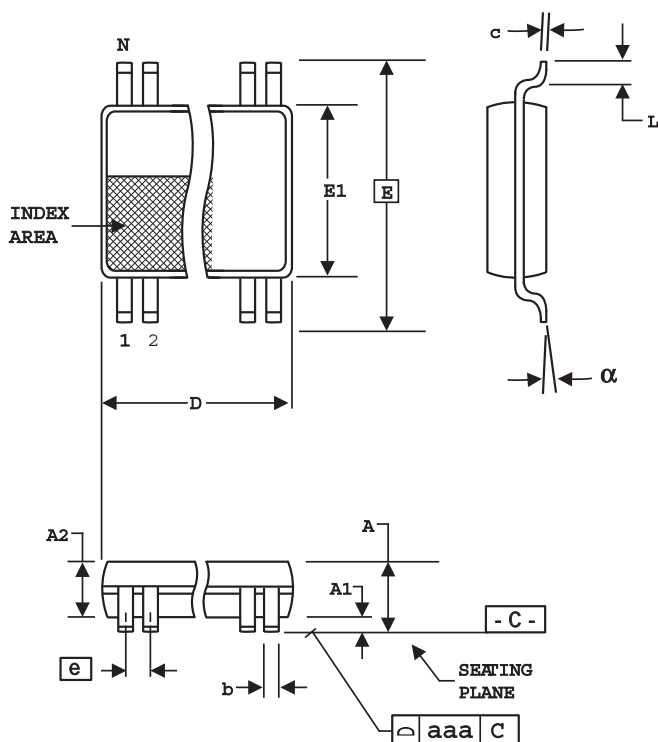 N
c
L
E1
E
INDEX
AREA
1 2
α
D
A2
A
A1
-C-
e
b
SEATING
PLANE
aaa C